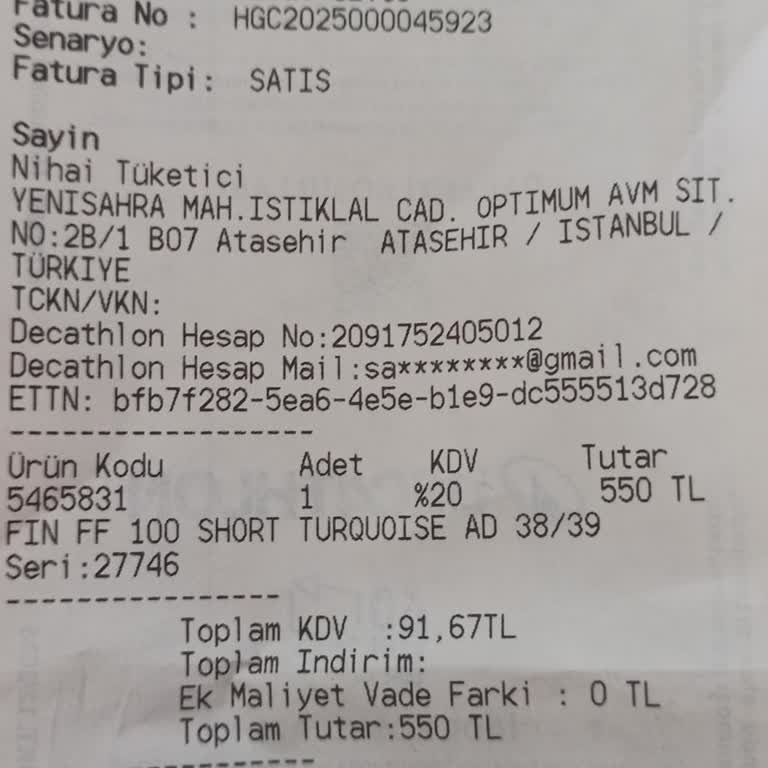 Fatura No : HGC2025000045923
Senaryo:
Fatura Tipi: SATIS
Sayin
Nihai Tüketici
YENISAHRA MAH.ISTIKLAL CAD. OPTIMUM AVM SIT.
NO:2B/1 B07 Atasehir ATASEHIR / ISTANBUL /
TÜRKIYE
TCKN/VKN:
Decathlon Hesap No:2091752405012
Decathlon Hesap Mail:sa********@gmail.com
ETTN: bfb7f282-5ea6-4e5e-b1e9-dc555513d728
------------------
Ürün Kodu Adet KDV Tutar
5465831 1 %20 550 TL
FIN FF 100 SHORT TURQUOISE AD 38/39
Seri:27746
----------------
Toplam KDV :91,67TL
Toplam Indirim:
Ek Maliyet Vade Farki : 0 TL
Toplam Tutar:550 TL